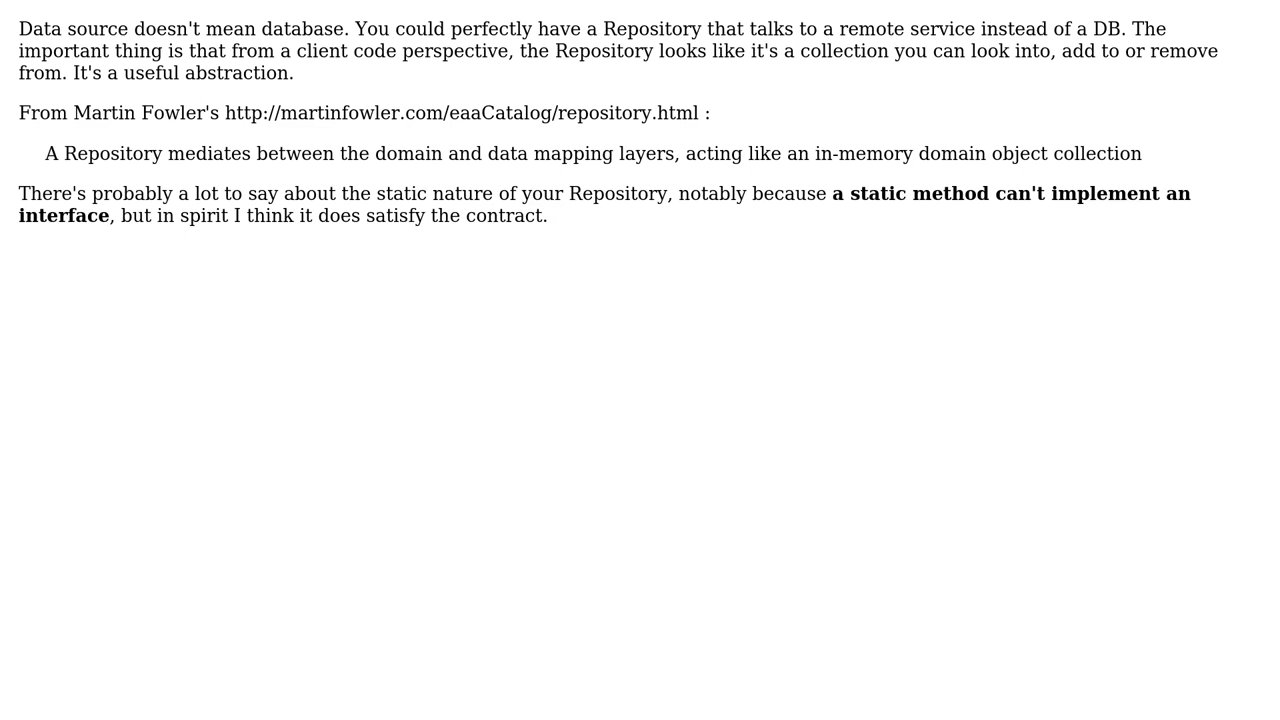 Data source doesn't mean database. You could perfectly have a Repository that talks to a remote service instead of a DB. The
important thing is that from a client code perspective, the Repository looks like it's a collection you can look into, add to or remove
from. It's a useful abstraction.
From Martin Fowler's http://martinfowler.com/eaaCatalog/repository.html :
A Repository mediates between the domain and data mapping layers, acting like an in-memory domain object collection
There's probably a lot to say about the static nature of your Repository, notably because a static method can't implement an
interface, but in spirit I think it does satisfy the contract.